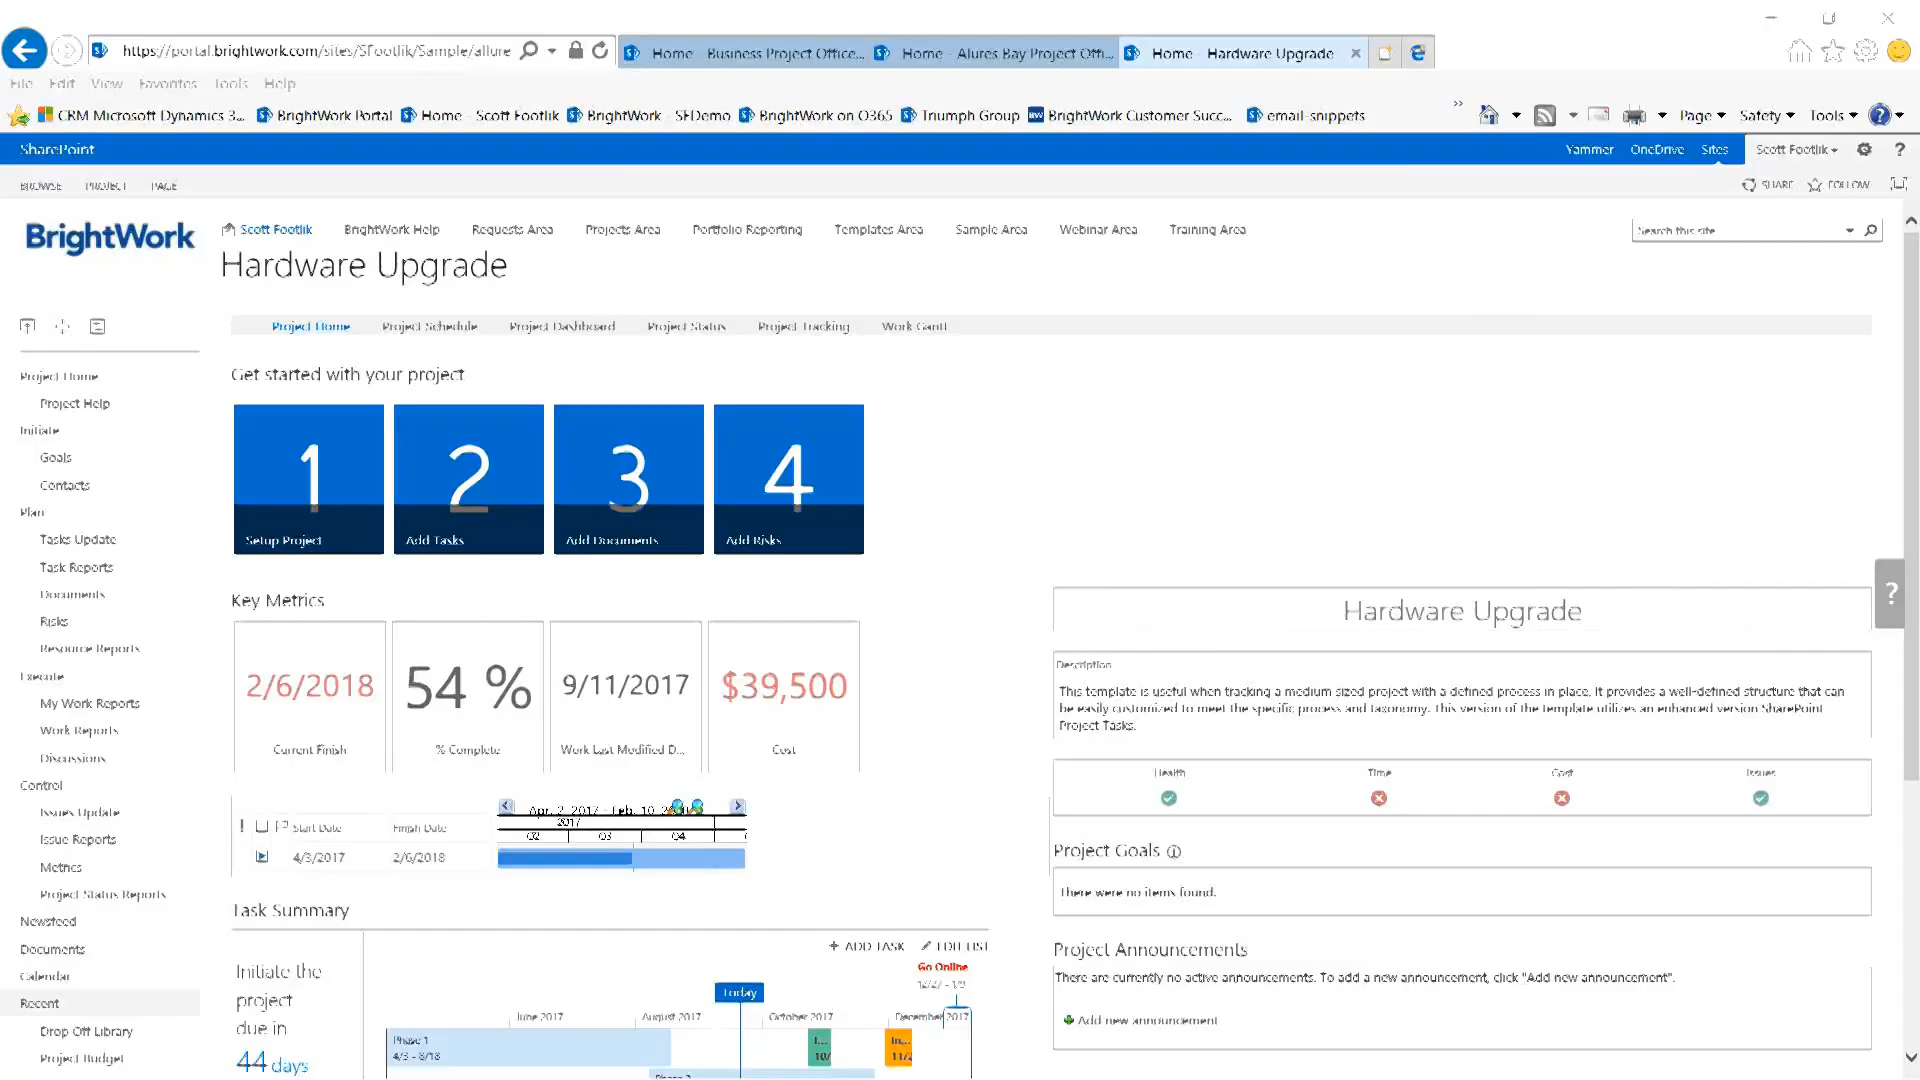 https://portal.brightwork.com/sites/SFootlik/Sample/allure
Home - Business Project Office...
Home - Alures Bay Project Offi...
Home - Hardware Upgrade
File Edit View Favorites Tools Help
CRM Microsoft Dynamics 3... BrightWork Portal Home - Scott Footlik BrightWork - SFDemo BrightWork on O365 Triumph Group BrightWork Customer Succ... email-snippets
Page Safety Tools
SharePoint
Yammer OneDrive Sites Scott Footlik ?
BROWSE PROJECT PAGE
SHARE FOLLOW
BrightWork
Scott Footlik BrightWork Help Requests Area Projects Area Portfolio Reporting Templates Area Sample Area Webinar Area Training Area
Search this site
Hardware Upgrade
Project Home Project Schedule Project Dashboard Project Status Project Tracking Work Gantt
Project Home
Project Help
Initiate
Goals
Contacts
Plan
Tasks Update
Task Reports
Documents
Risks
Resource Reports
Execute
My Work Reports
Work Reports
Discussions
Control
Issues Update
Issue Reports
Metrics
Project Status Reports
Newsfeed
Documents
Calendar
Recent
Drop Off Library
Project Budget
Get started with your project
1 2 3 4
Setup Project Add Tasks Add Documents Add Risks
Key Metrics
2/6/2018 54 % 9/11/2017 $39,500
Current Finish % Complete Work Last Modified D... Cost
Apr. 2, 2017 - Feb. 10,
2017
Start Date Finish Date
Q2 Q3 Q4
4/3/2017 2/6/2018
Task Summary
+ ADD TASK EDIT LIST
Initiate the
project
due in
44 days
Go Online
12/27 - 1/9
Today
June 2017 August 2017 October 2017 December 2017
Phase 1
4/3 - 8/18
I... 10/
In... 11/2
Phase 2
Hardware Upgrade
Description
This template is useful when tracking a medium sized project with a defined process in place. It provides a well-defined structure that can
be easily customized to meet the specific process and taxonomy. This version of the template utilizes an enhanced version SharePoint
Project Tasks.
Health Time Cost Issues
Project Goals
There were no items found.
Project Announcements
There are currently no active announcements. To add a new announcement, click "Add new announcement".
Add new announcement
?